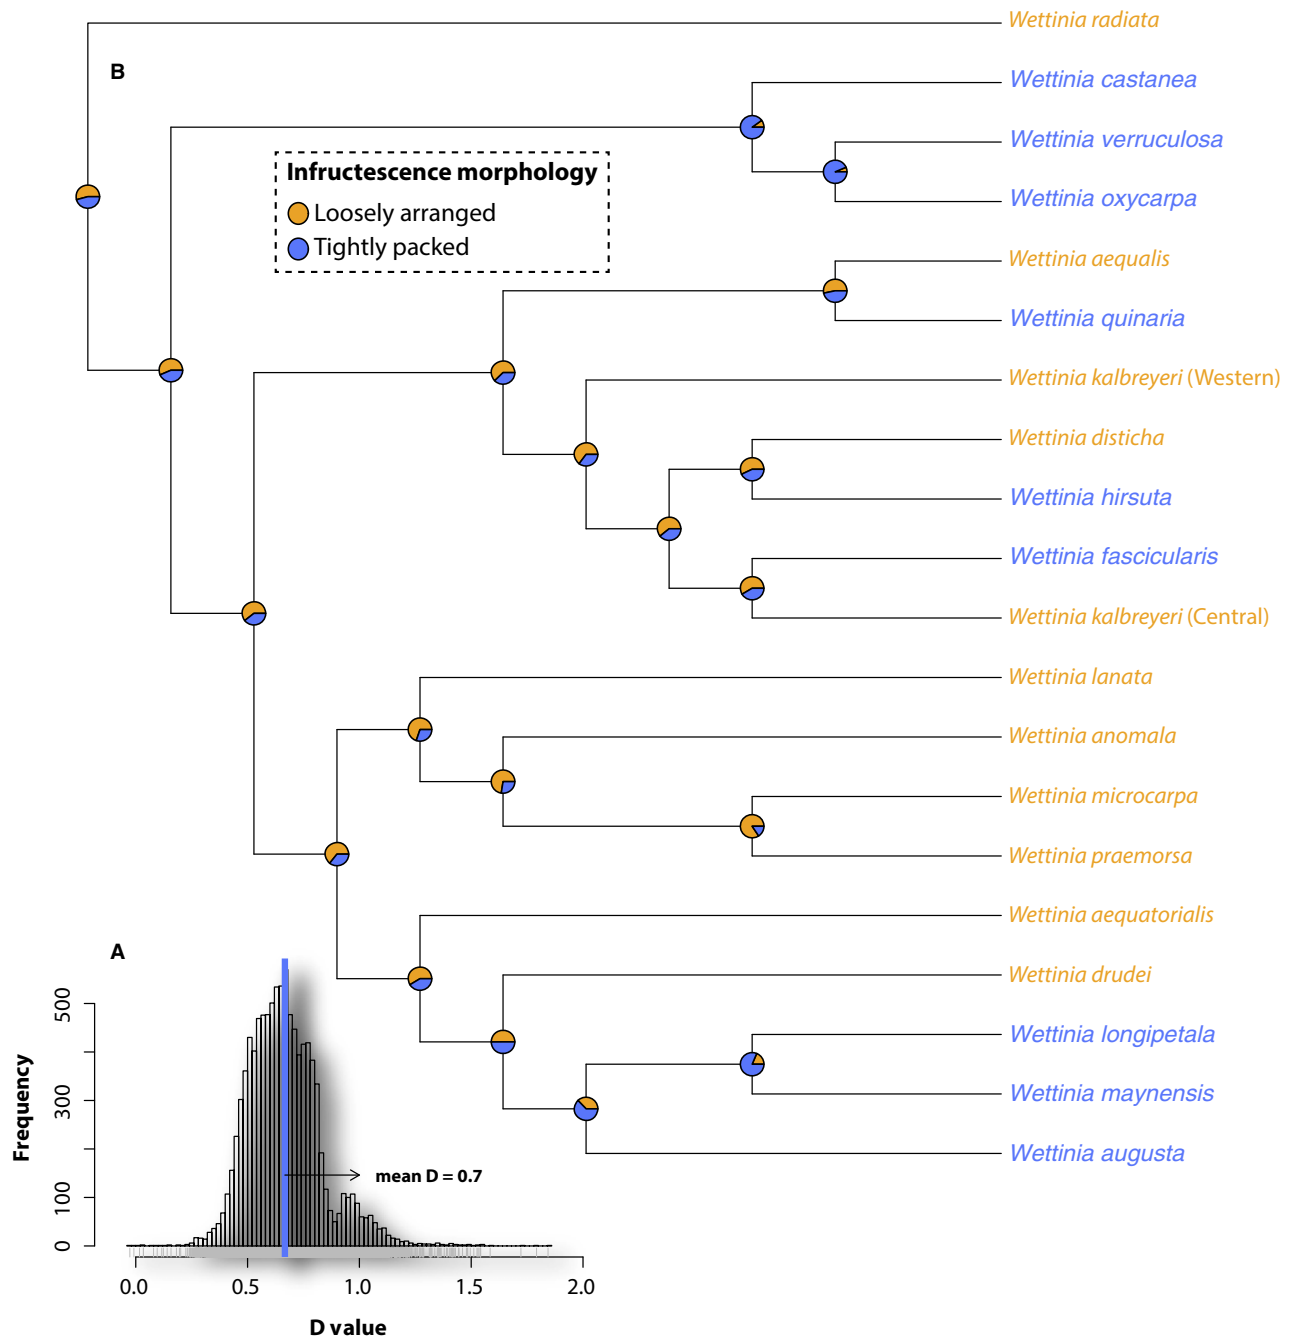 Wettinia radiata
B
Wettinia castanea
Infructescence morphology
Loosely arranged
Tightly packed
Wettinia verruculosa
Wettinia oxycarpa
Wettinia aequalis
Wettinia quinaria
Wettinia kalbreyeri (Western)
Wettinia disticha
Wettinia hirsuta
Wettinia fascicularis
Wettinia kalbreyeri (Central)
Wettinia lanata
Wettinia anomala
Wettinia microcarpa
Wettinia praemorsa
Wettinia aequatorialis
Wettinia drudei
Wettinia longipetala
Wettinia maynensis
Wettinia augusta
A
Frequency
500
300
100
0
mean D = 0.7
0.0 0.5 1.0 1.5 2.0
D value